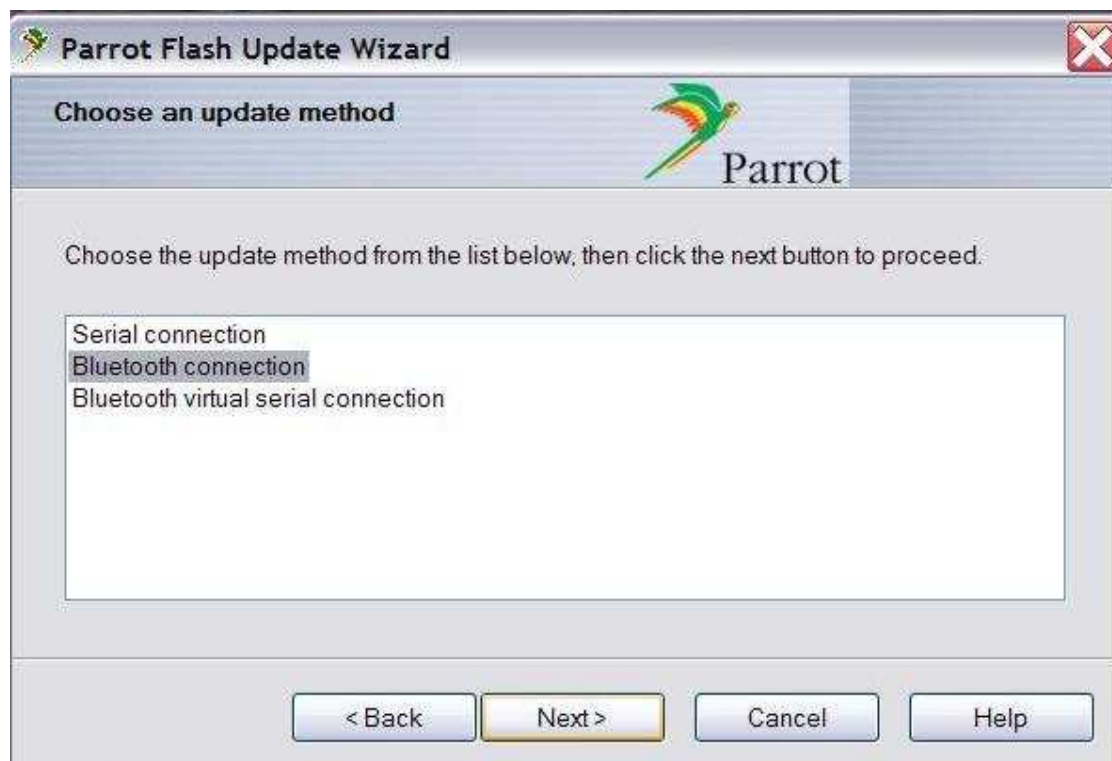 Parrot Flash Update Wizard
Choose an update method
Parrot
Choose the update method from the list below, then click the next button to proceed.
Serial connection
Bluetooth connection
Bluetooth virtual serial connection
< Back Next > Cancel Help